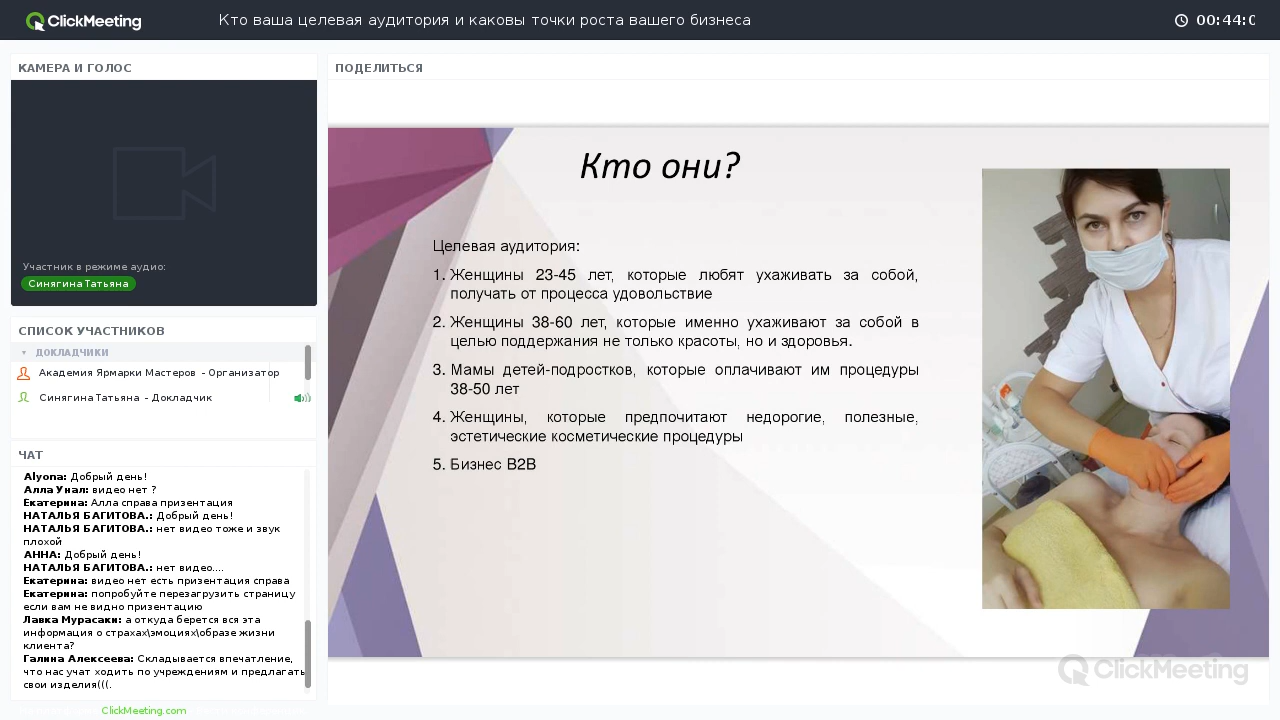 ClickMeeting
Кто ваша целевая аудитория и каковы точки роста вашего бизнеса
00:44:0
КАМЕРА И ГОЛОС
Участник в режиме аудио:
Синягина Татьяна
СПИСОК УЧАСТНИКОВ
ДОКЛАДЧИКИ
Академия Ярмарки Мастеров - Организатор
Синягина Татьяна - Докладчик
ЧАТ
Alyona: Добрый день!
Алла Унал: видео нет ?
Екатерина: Алла справа призентация
НАТАЛЬЯ БАГИТОВА.: Добрый день!
НАТАЛЬЯ БАГИТОВА.: нет видео тоже и звук
плохой
АННА: Добрый день!
НАТАЛЬЯ БАГИТОВА.: нет видео....
Екатерина: видео нет есть призентация справа
Екатерина: попробуйте перезагрузить страницу
если вам не видно призентацию
Лавка Мурасаки: а откуда берется вся эта
информация о страхах\эмоциях\образе жизни
клиента?
Галина Алексеева: Складывается впечатление,
что нас учат ходить по учреждениям и предлагать
свои изделия(((.
ClickMeeting.com
ПОДЕЛИТЬСЯ
Кто они?
Целевая аудитория:
1. Женщины 23-45 лет, которые любят ухаживать за собой,
получать от процесса удовольствие
2. Женщины 38-60 лет, которые именно ухаживают за собой в
целью поддержания не только красоты, но и здоровья.
3. Мамы детей-подростков, которые оплачивают им процедуры
38-50 лет
4. Женщины, которые предпочитают недорогие, полезные,
эстетические косметические процедуры
5. Бизнес B2B
ClickMeeting